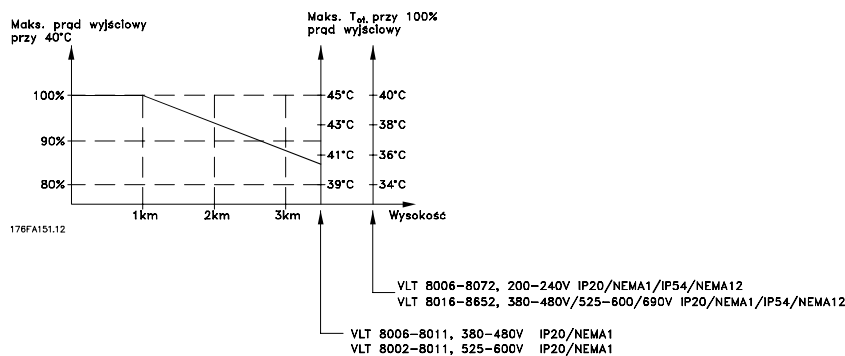 Maks. prąd wyjściowy
przy 40°C
Maks. Tot. przy 100%
prąd wyjściowy
100%
90%
80%
45°C
43°C
41°C
39°C
40°C
38°C
36°C
34°C
1km
2km
3km
Wysokość
176FA151.12
VLT 8006-8072, 200-240V IP20/NEMA1/IP54/NEMA12
VLT 8016-8652, 380-480V/525-600/690V IP20/NEMA1/IP54/NEMA12
VLT 8006-8011, 380-480V IP20/NEMA1
VLT 8002-8011, 525-600V IP20/NEMA1